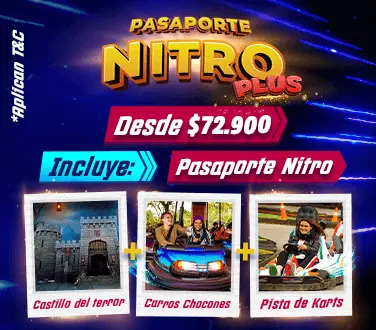 *Aplican T&C
PASAPORTE
NITRO
PLUS
Desde $72.900
Incluye:
Pasaporte Nitro
Castillo del terror
+
Carros Chocones
+
Pista de Karts